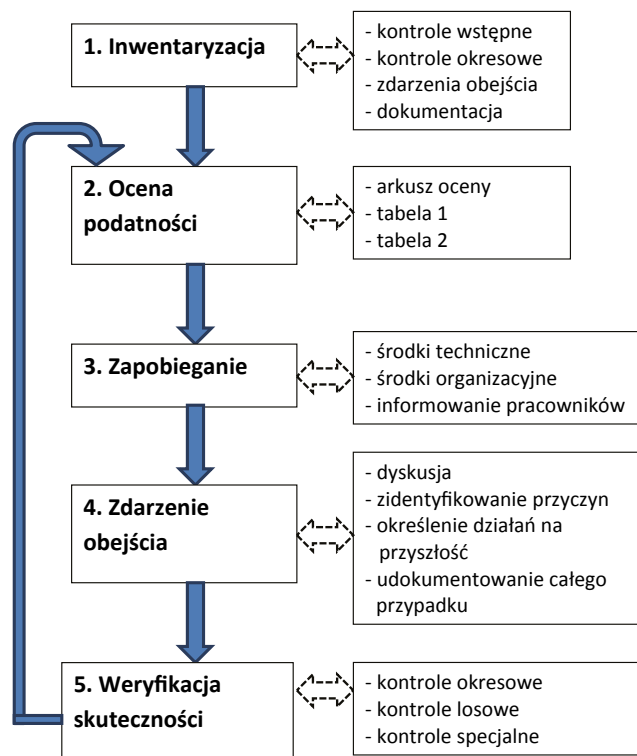 1. Inwentaryzacja
- kontrole wstępne
- kontrole okresowe
- zdarzenia obejścia
- dokumentacja
2. Ocena
podatności
- arkusz oceny
- tabela 1
- tabela 2
3. Zapobieganie
- środki techniczne
- środki organizacyjne
- informowanie pracowników
4. Zdarzenie
obejścia
- dyskusja
- zidentyfikowanie przyczyn
- określenie działań na
przyszłość
- udokumentowanie całego
przypadku
5. Weryfikacja
skuteczności
- kontrole okresowe
- kontrole losowe
- kontrole specjalne